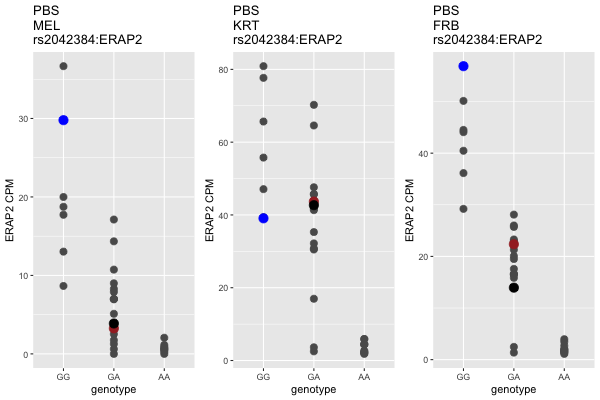 PBS
MEL
rs2042384:ERAP2
30
20
10
0
ERAP2 CPM
GG GA AA
genotype
PBS
KRT
rs2042384:ERAP2
80
60
40
20
0
ERAP2 CPM
GG GA AA
genotype
PBS
FRB
rs2042384:ERAP2
40
20
0
ERAP2 CPM
GG GA AA
genotype